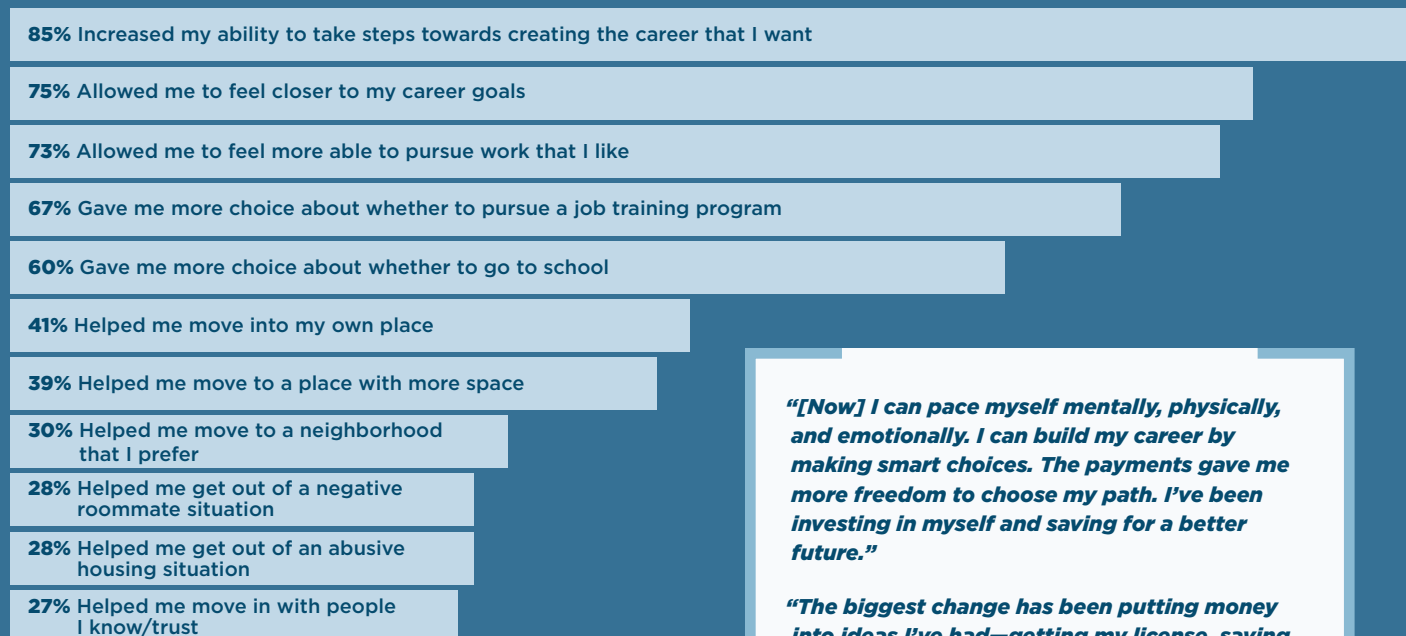 85% Increased my ability to take steps towards creating the career that I want
75% Allowed me to feel closer to my career goals
73% Allowed me to feel more able to pursue work that I like
67% Gave me more choice about whether to pursue a job training program
60% Gave me more choice about whether to go to school
41% Helped me move into my own place
39% Helped me move to a place with more space
30% Helped me move to a neighborhood
that I prefer
28% Helped me get out of a negative
roommate situation
28% Helped me get out of an abusive
housing situation
27% Helped me move in with people
I know/trust
“[Now] I can pace myself mentally, physically,
and emotionally. I can build my career by
making smart choices. The payments gave me
more freedom to choose my path. I’ve been
investing in myself and saving for a better
future.”
“The biggest change has been putting money
into ideas I’ve had—getting my license, saving